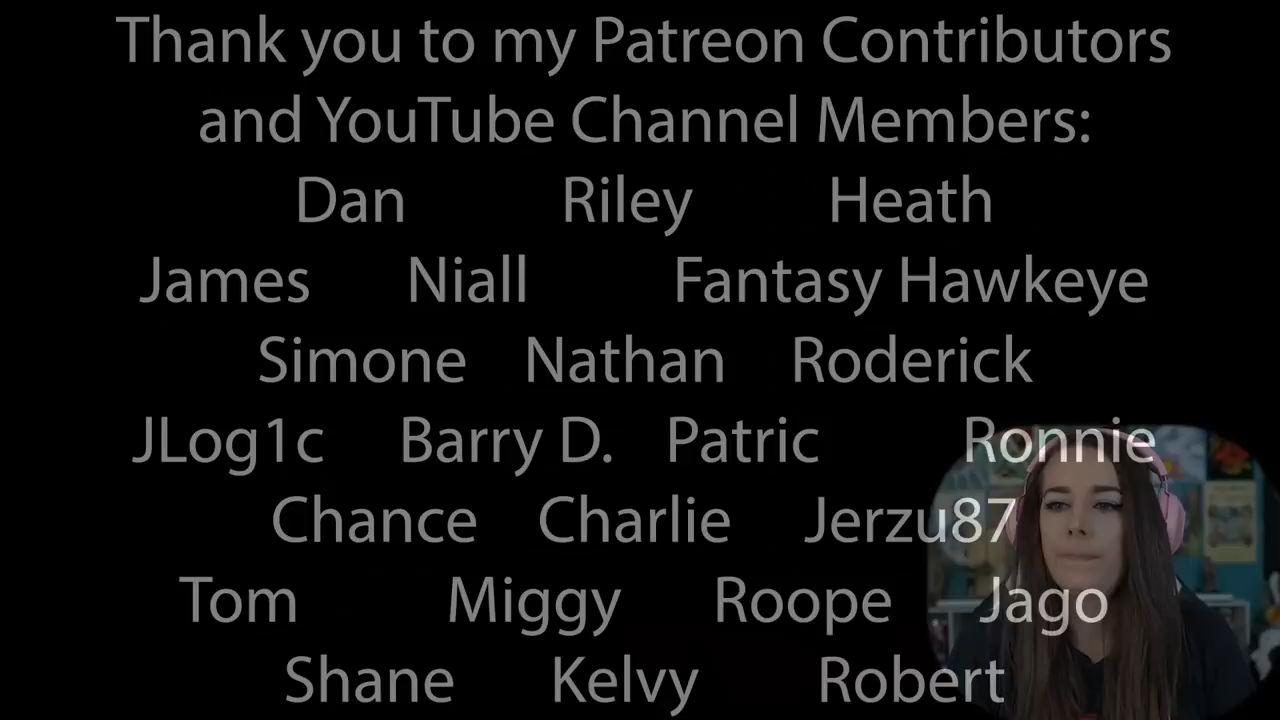 Thank you to my Patreon Contributors
and YouTube Channel Members:
Dan Riley Heath
James Niall Fantasy Hawkeye
Simone Nathan Roderick
JLog1c Barry D. Patric Ronnie
Chance Charlie Jerzu87
Tom Miggy Roope Jago
Shane Kelvy Robert